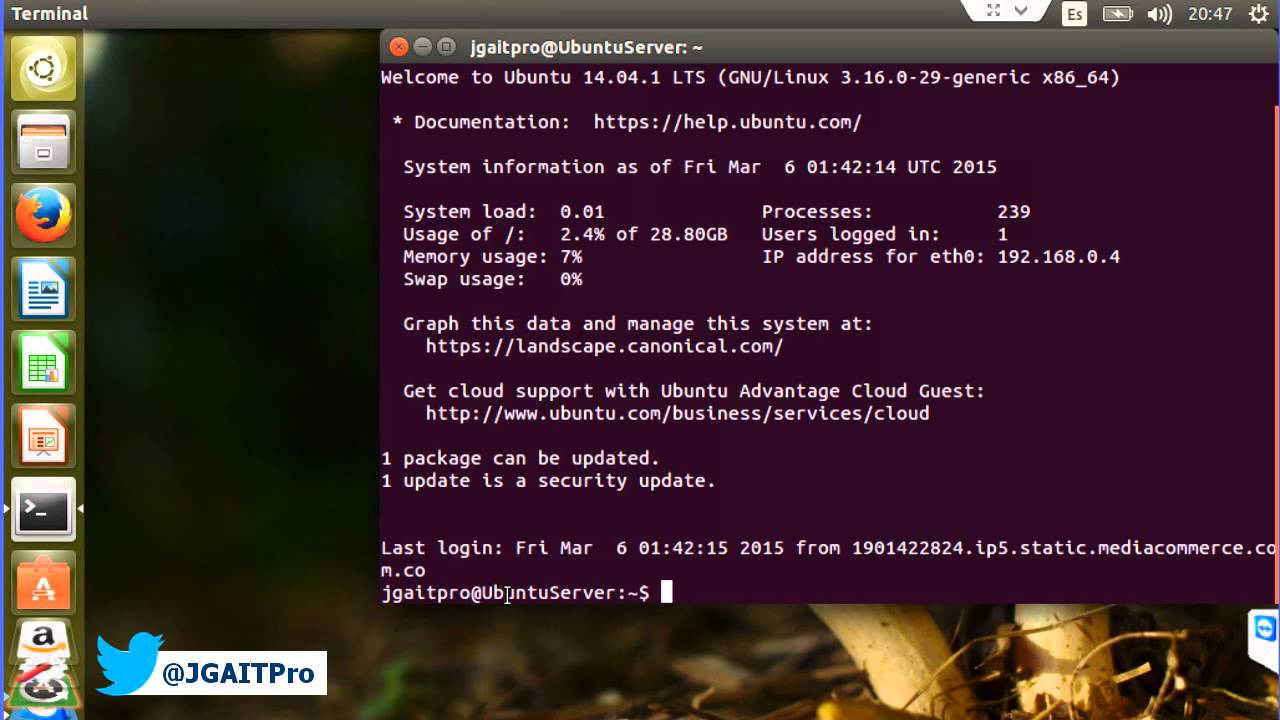 Terminal
Es
20:47
jgaitpro@UbuntuServer: ~
Welcome to Ubuntu 14.04.1 LTS (GNU/Linux 3.16.0-29-generic x86_64)
* Documentation:  https://help.ubuntu.com/
System information as of Fri Mar  6 01:42:14 UTC 2015
System load:  0.01              Processes:           239
Usage of /:   2.4% of 28.80GB   Users logged in:     1
Memory usage: 7%                IP address for eth0: 192.168.0.4
Swap usage:   0%
Graph this data and manage this system at:
https://landscape.canonical.com/
Get cloud support with Ubuntu Advantage Cloud Guest:
http://www.ubuntu.com/business/services/cloud
1 package can be updated.
1 update is a security update.
Last login: Fri Mar  6 01:42:15 2015 from 1901422824.ip5.static.mediacommerce.co
m.co
jgaitpro@UbuntuServer:~$
@JGAITPro